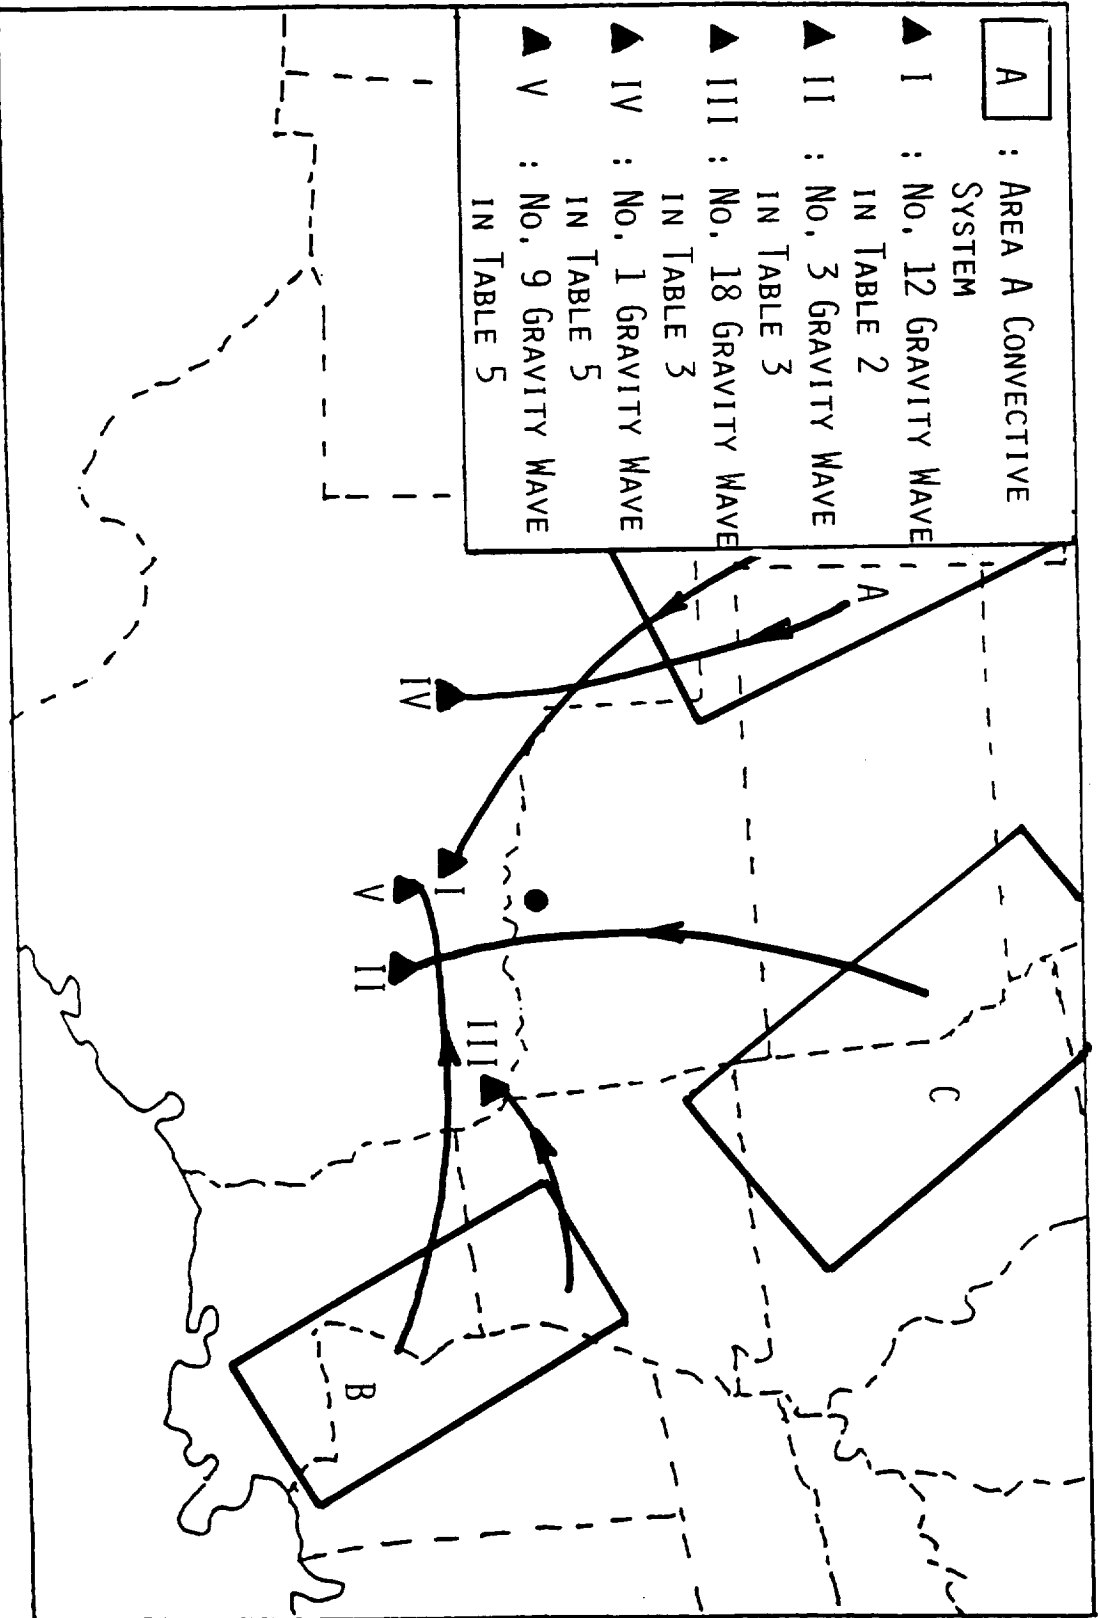 A : AREA A CONVECTIVE
SYSTEM
▲ I : NO. 12 GRAVITY WAVE
IN TABLE 2
▲ II : NO. 3 GRAVITY WAVE
IN TABLE 3
▲ III : NO. 18 GRAVITY WAVE
IN TABLE 3
▲ IV : NO. 1 GRAVITY WAVE
IN TABLE 5
▲ V : NO. 9 GRAVITY WAVE
IN TABLE 5
A
C
IV
I
V
II
III
B